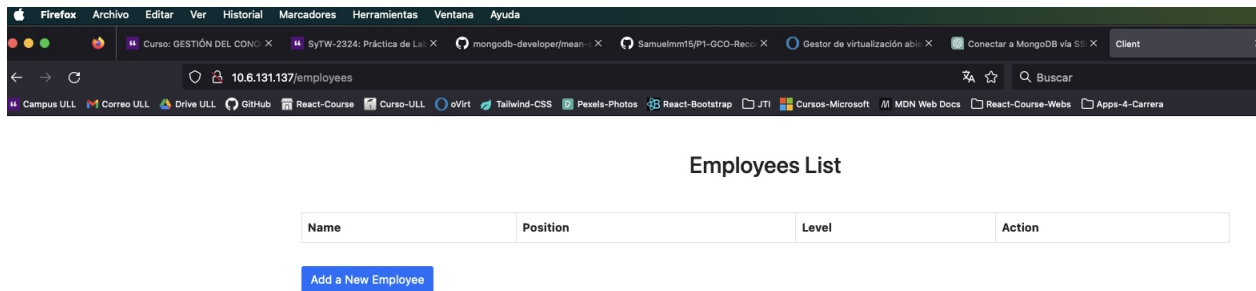 Firefox Archivo Editar Ver Historial Marcadores Herramientas Ventana Ayuda
Curso: GESTIÓN DEL CONO SyTW-2324: Práctica de Lab mongodb-developer/mean-s Samuelmm15/P1-GCO-Reco Gestor de virtualización abie Conectar a MongoDB vía SS Client
10.6.131.137/employees Buscar
Campus ULL Correo ULL Drive ULL GitHub React-Course Curso-ULL oVirt Tailwind-CSS Pexels-Photos React-Bootstrap JTI Cursos-Microsoft MDN Web Docs React-Course-Webs Apps-4-Carrera
Employees List
Name Position Level Action
Add a New Employee